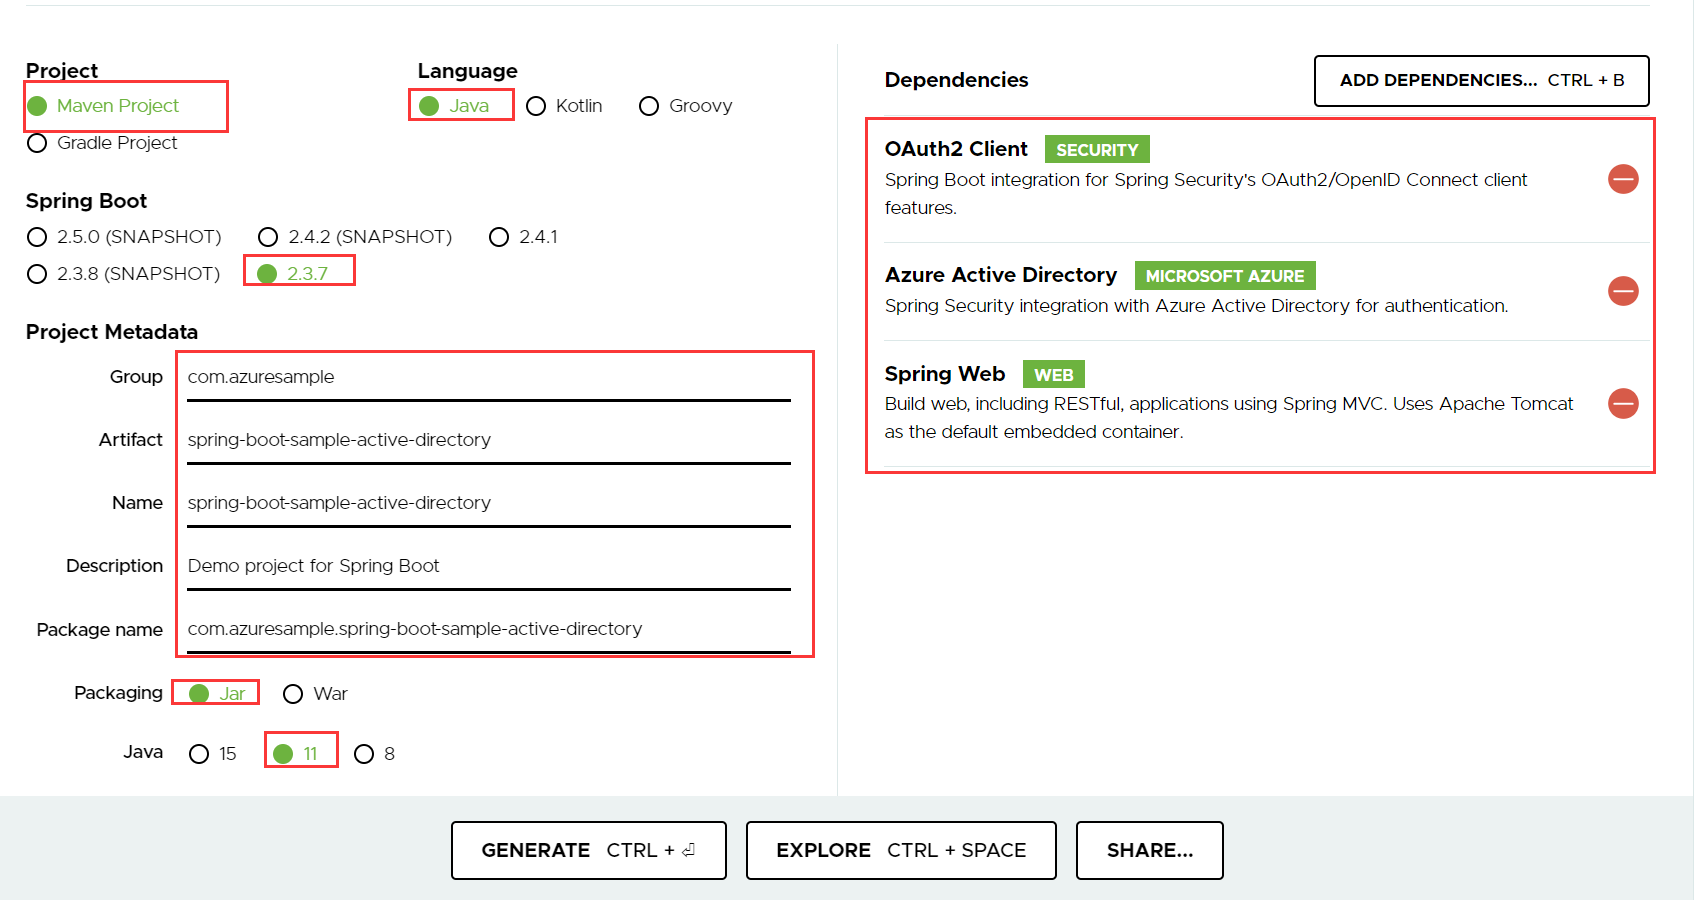 Project
Maven Project
Gradle Project
Language
Java Kotlin Groovy
Spring Boot
2.5.0 (SNAPSHOT) 2.4.2 (SNAPSHOT) 2.4.1
2.3.8 (SNAPSHOT) 2.3.7
Project Metadata
Group com.azuresample
Artifact spring-boot-sample-active-directory
Name spring-boot-sample-active-directory
Description Demo project for Spring Boot
Package name com.azuresample.spring-boot-sample-active-directory
Packaging Jar War
Java 15 11 8
Dependencies
ADD DEPENDENCIES... CTRL + B
OAuth2 Client SECURITY
Spring Boot integration for Spring Security's OAuth2/OpenID Connect client
features.
Azure Active Directory MICROSOFT AZURE
Spring Security integration with Azure Active Directory for authentication.
Spring Web WEB
Build web, including RESTful, applications using Spring MVC. Uses Apache Tomcat
as the default embedded container.
GENERATE CTRL + ⏎
EXPLORE CTRL + SPACE
SHARE...